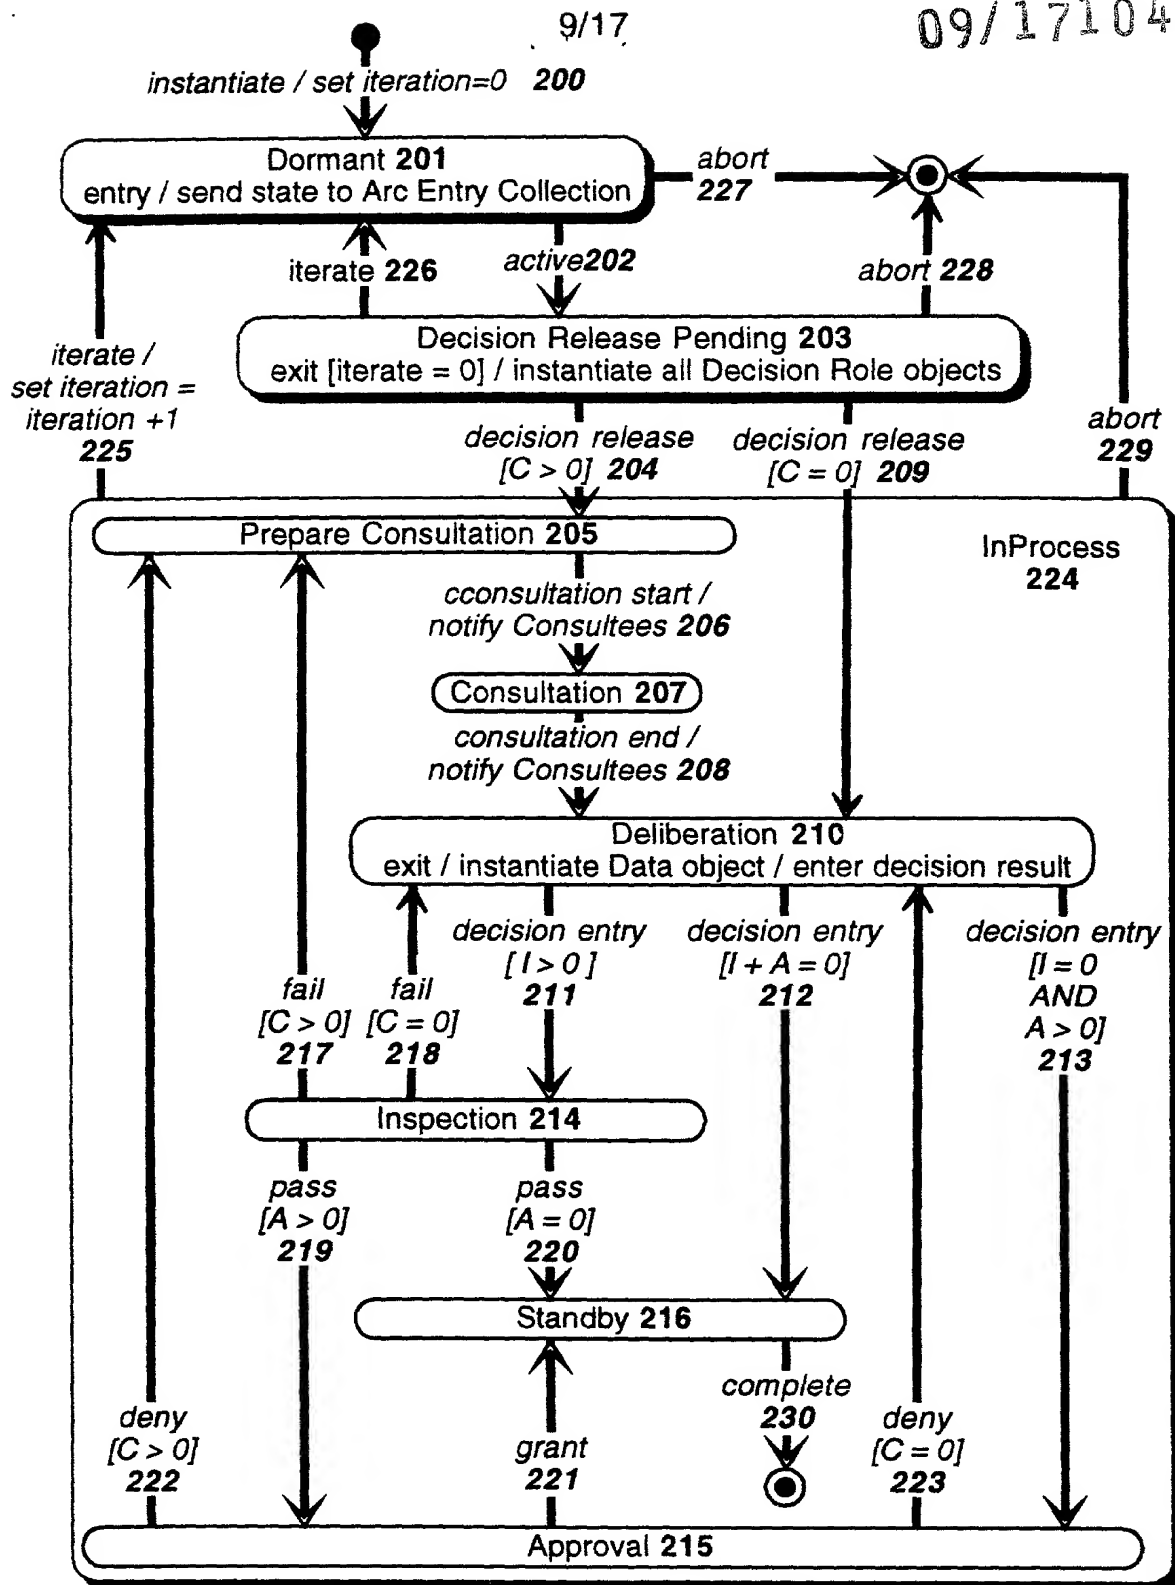 9/17
09/17104
instantiate / set iteration=0 200
Dormant 201
entry / send state to Arc Entry Collection
abort
227
iterate 226
active202
abort 228
Decision Release Pending 203
exit [iterate = 0] / instantiate all Decision Role objects
iterate /
set iteration =
iteration +1
225
decision release
[C > 0] 204
decision release
[C = 0] 209
abort
229
Prepare Consultation 205
InProcess
224
cconsultation start /
notify Consultees 206
Consultation 207
consultation end /
notify Consultees 208
Deliberation 210
exit / instantiate Data object / enter decision result
decision entry
[I > 0]
211
decision entry
[I + A = 0]
212
decision entry
[I = 0
AND
A > 0]
213
fail
[C > 0]
217
fail
[C = 0]
218
Inspection 214
pass
[A > 0]
219
pass
[A = 0]
220
Standby 216
complete
230
deny
[C > 0]
222
grant
221
deny
[C = 0]
223
Approval 215